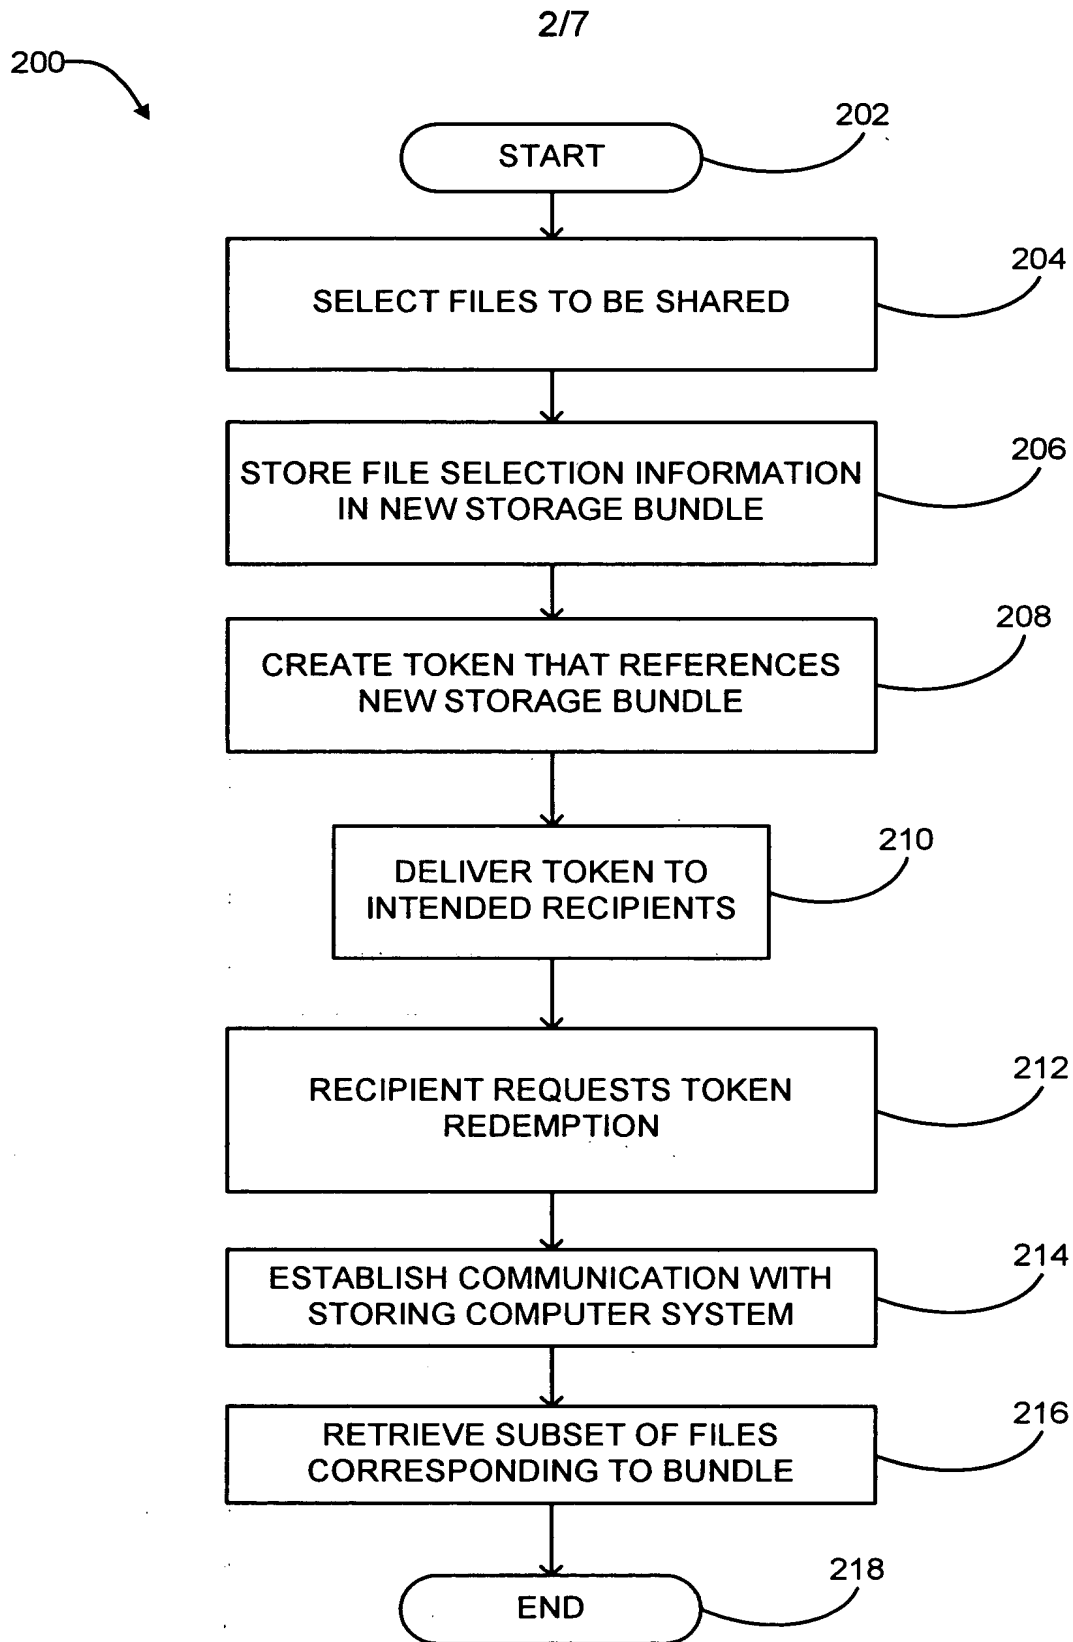 2/7
200
202
START
204
SELECT FILES TO BE SHARED
206
STORE FILE SELECTION INFORMATION
IN NEW STORAGE BUNDLE
208
CREATE TOKEN THAT REFERENCES
NEW STORAGE BUNDLE
210
DELIVER TOKEN TO
INTENDED RECIPIENTS
212
RECIPIENT REQUESTS TOKEN
REDEMPTION
214
ESTABLISH COMMUNICATION WITH
STORING COMPUTER SYSTEM
216
RETRIEVE SUBSET OF FILES
CORRESPONDING TO BUNDLE
218
END